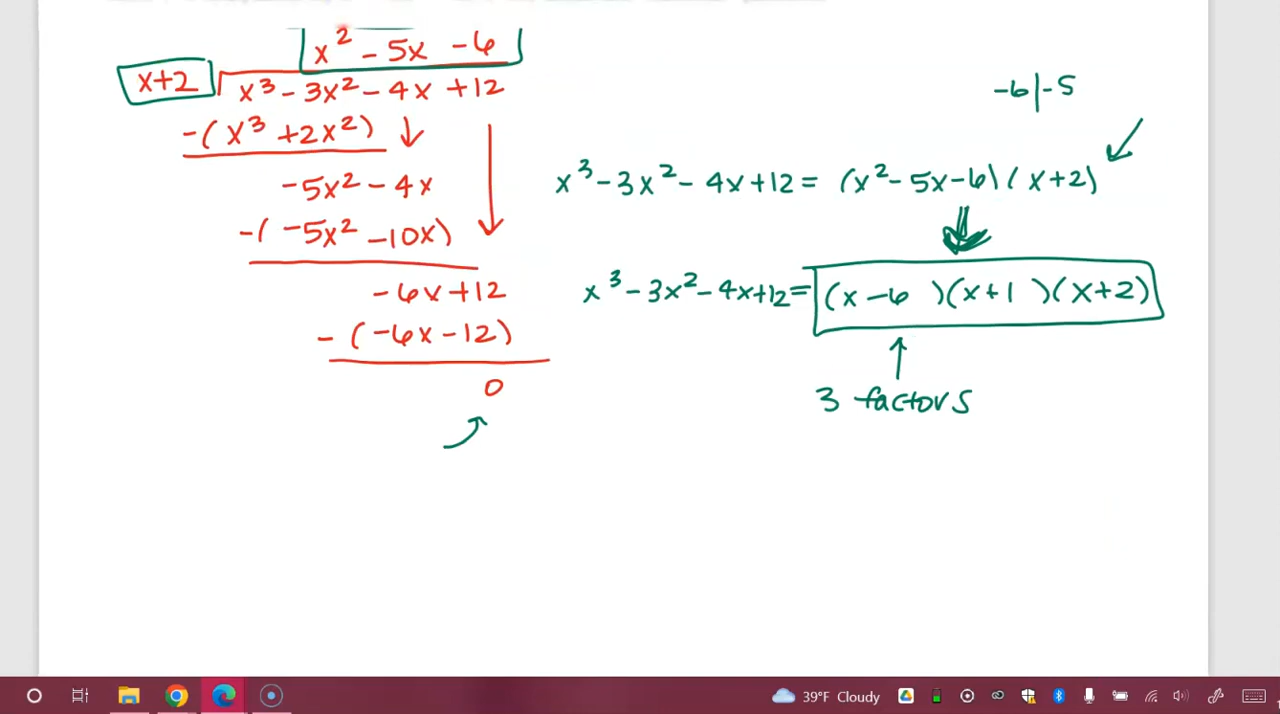 x² - 5x - 6
x+2 x³ - 3x² - 4x + 12
-(x³ + 2x²)
-5x² - 4x
-(-5x² - 10x)
-6x + 12
-(-6x - 12)
0
-6 | -5
x³ - 3x² - 4x + 12 = (x² - 5x - 6)(x + 2)
x³ - 3x² - 4x + 12 = (x - 6)(x + 1)(x + 2)
3 factors
39°F Cloudy